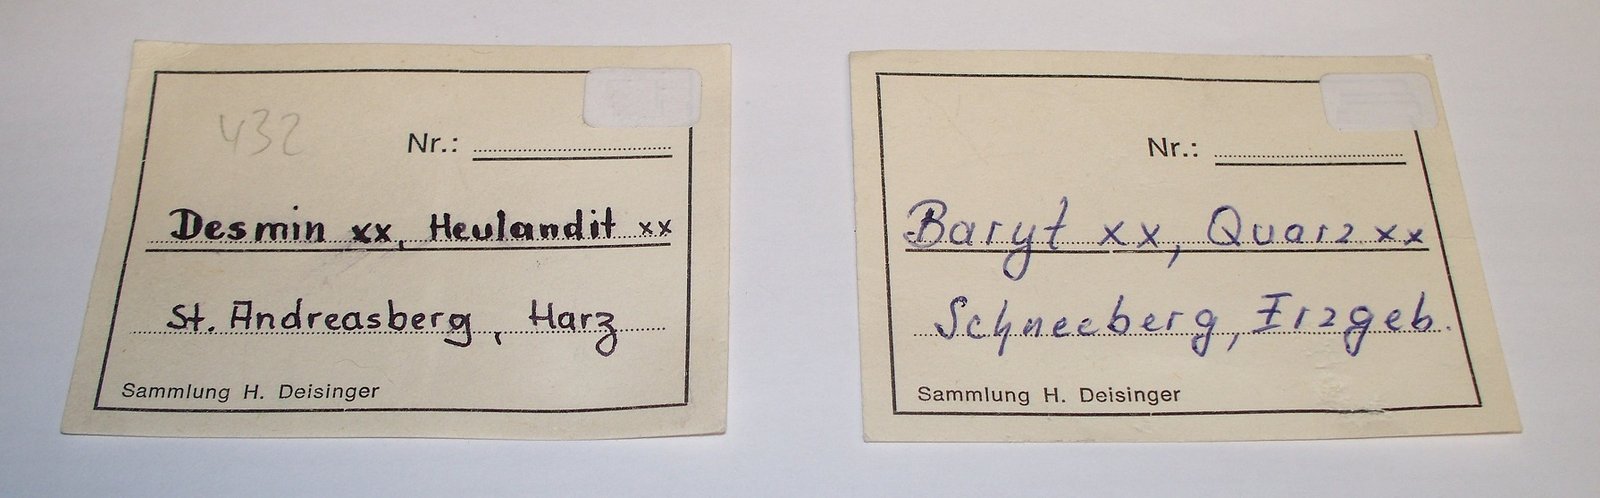 432
Nr.:
Desmin xx, Heulandit xx
St. Andreasberg, Harz
Sammlung H. Deisinger
Nr.:
Baryt xx, Quarz xx
Schneeberg, Erzgeb.
Sammlung H. Deisinger